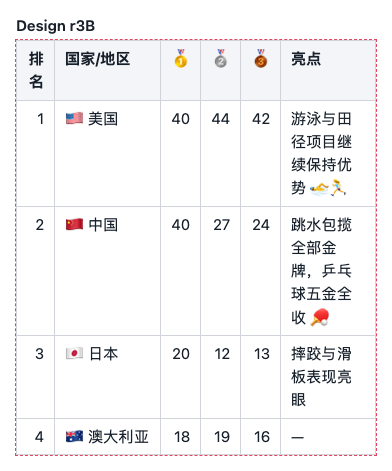 Design r3B
排名 国家/地区 🥇 🥈 🥉 亮点
1 🇺🇸 美国 40 44 42 游泳与田
径项目继
续保持优
势 🏊🏃
2 🇨🇳 中国 40 27 24 跳水包揽
全部金
牌，乒乓
球五金全
收 🏓
3 🇯🇵 日本 20 12 13 摔跤与滑
板表现亮
眼
4 🇦🇺 澳大利亚 18 19 16 —